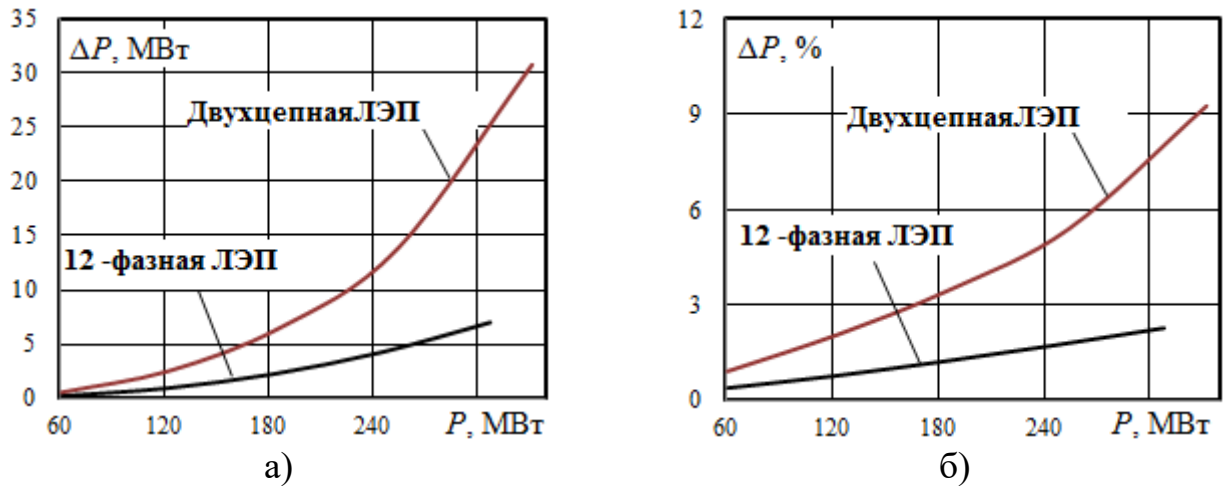 35
30
25
20
15
10
5
0
ΔP, МВт
ДвухцепнаяЛЭП
12 -фазная ЛЭП
60 120 180 240 P, МВт
а)
12
9
6
3
0
ΔP, %
ДвухцепнаяЛЭП
12 -фазная ЛЭП
60 120 180 240 P, МВт
б)